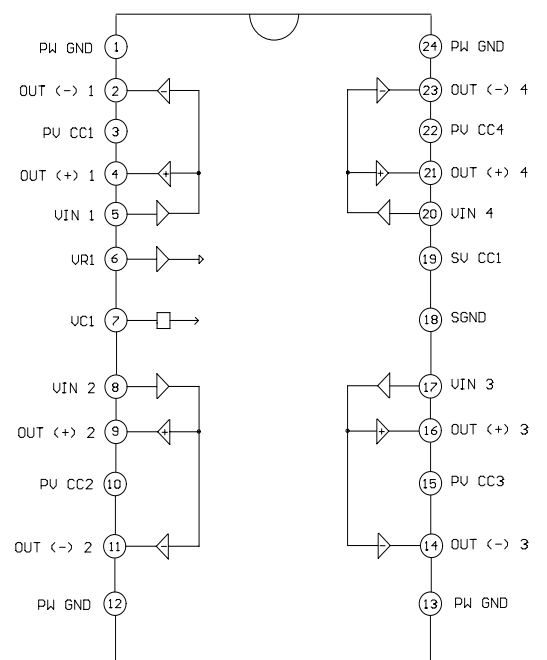 PW GND 1 24 PW GND
OUT (-) 1 2 - - 23 OUT (-) 4
PV CC1 3 22 PV CC4
OUT (+) 1 4 + + 21 OUT (+) 4
VIN 1 5 20 VIN 4
VR1 6 19 SV CC1
VC1 7 18 SGND
VIN 2 8 17 VIN 3
OUT (+) 2 9 + + 16 OUT (+) 3
PV CC2 10 15 PV CC3
OUT (-) 2 11 - - 14 OUT (-) 3
PW GND 12 13 PW GND